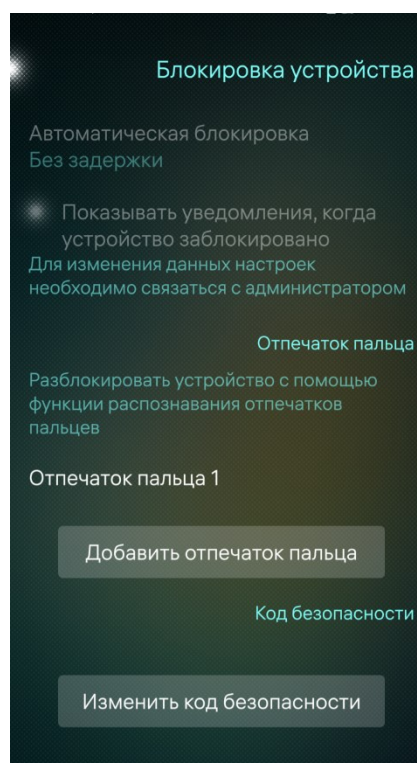 Блокировка устройства
Автоматическая блокировка
Без задержки
Показывать уведомления, когда
устройство заблокировано
Для изменения данных настроек
необходимо связаться с администратором
Отпечаток пальца
Разблокировать устройство с помощью
функции распознавания отпечатков
пальцев
Отпечаток пальца 1
Добавить отпечаток пальца
Код безопасности
Изменить код безопасности